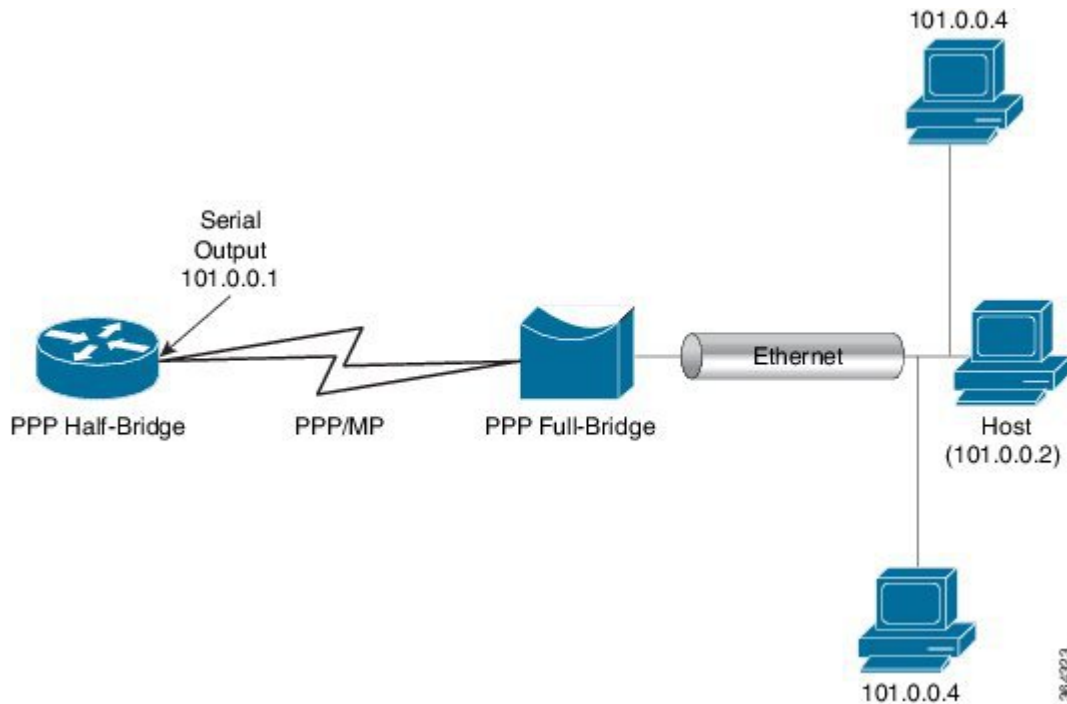 101.0.0.4
Serial
Output
101.0.0.1
Ethernet
PPP Half-Bridge
PPP/MP
PPP Full-Bridge
Host
(101.0.0.2)
101.0.0.4
364323